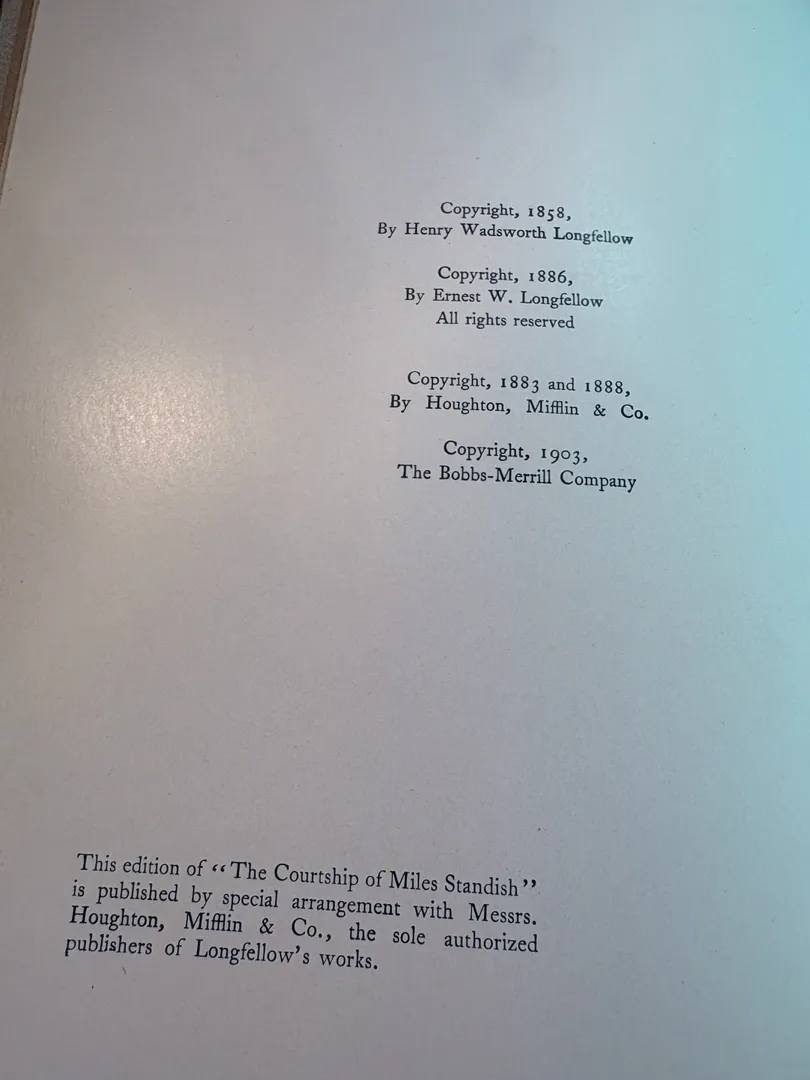 Copyright, 1858,
By Henry Wadsworth Longfellow
Copyright, 1886,
By Ernest W. Longfellow
All rights reserved
Copyright, 1883 and 1888,
By Houghton, Mifflin & Co.
Copyright, 1903,
The Bobbs-Merrill Company
This edition of “The Courtship of Miles Standish”
is published by special arrangement with Messrs.
Houghton, Mifflin & Co., the sole authorized
publishers of Longfellow’s works.